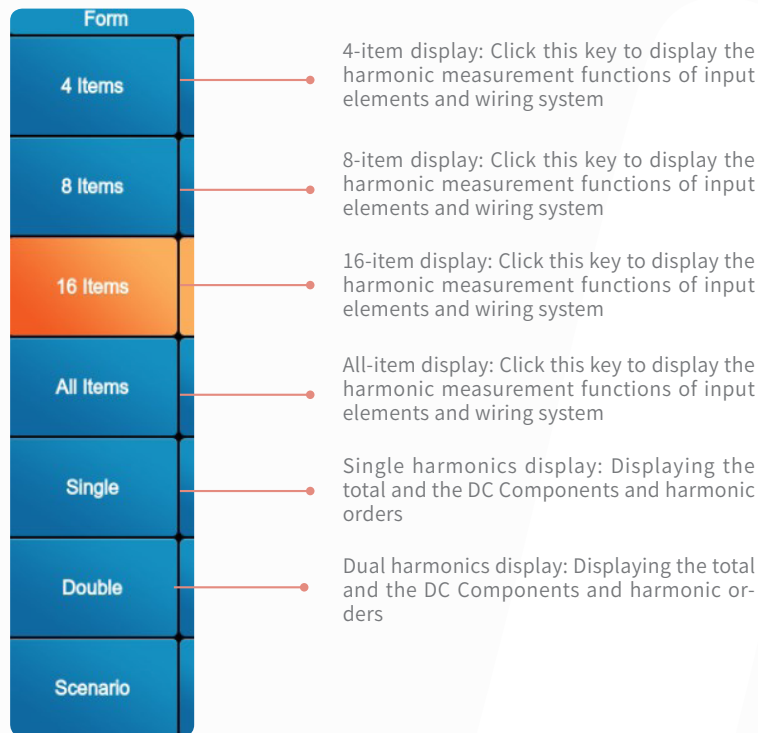 Form
4 Items
4-item display: Click this key to display the
harmonic measurement functions of input
elements and wiring system
8 Items
8-item display: Click this key to display the
harmonic measurement functions of input
elements and wiring system
16 Items
16-item display: Click this key to display the
harmonic measurement functions of input
elements and wiring system
All Items
All-item display: Click this key to display the
harmonic measurement functions of input
elements and wiring system
Single
Single harmonics display: Displaying the
total and the DC Components and harmonic
orders
Double
Dual harmonics display: Displaying the total
and the DC Components and harmonic or-
ders
Scenario